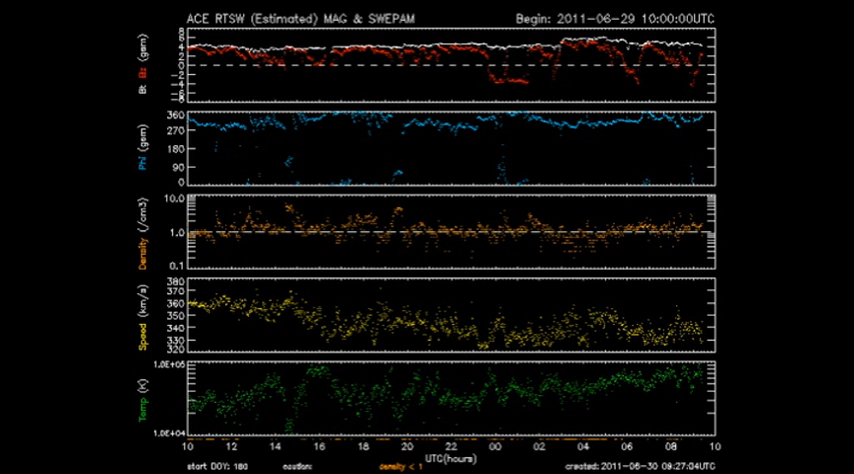 ACE RTSW (Estimated) MAG & SWEPAM Begin: 2011-06-29 10:00:00UTC
Bt Bz (gsm)
8
6
4
2
0
-2
-4
-6
-8
Phi (gsm)
360
270
180
90
0
Density (/cm3)
10.0
1.0
0.1
Speed (km/s)
380
370
360
350
340
330
320
Temp (K)
1.0E+05
1.0E+04
10 12 14 16 18 20 22 00 02 04 06 08 10
UTC(hours)
start DOY: 180 density < 1 created: 2011-06-30 09:27:04UTC